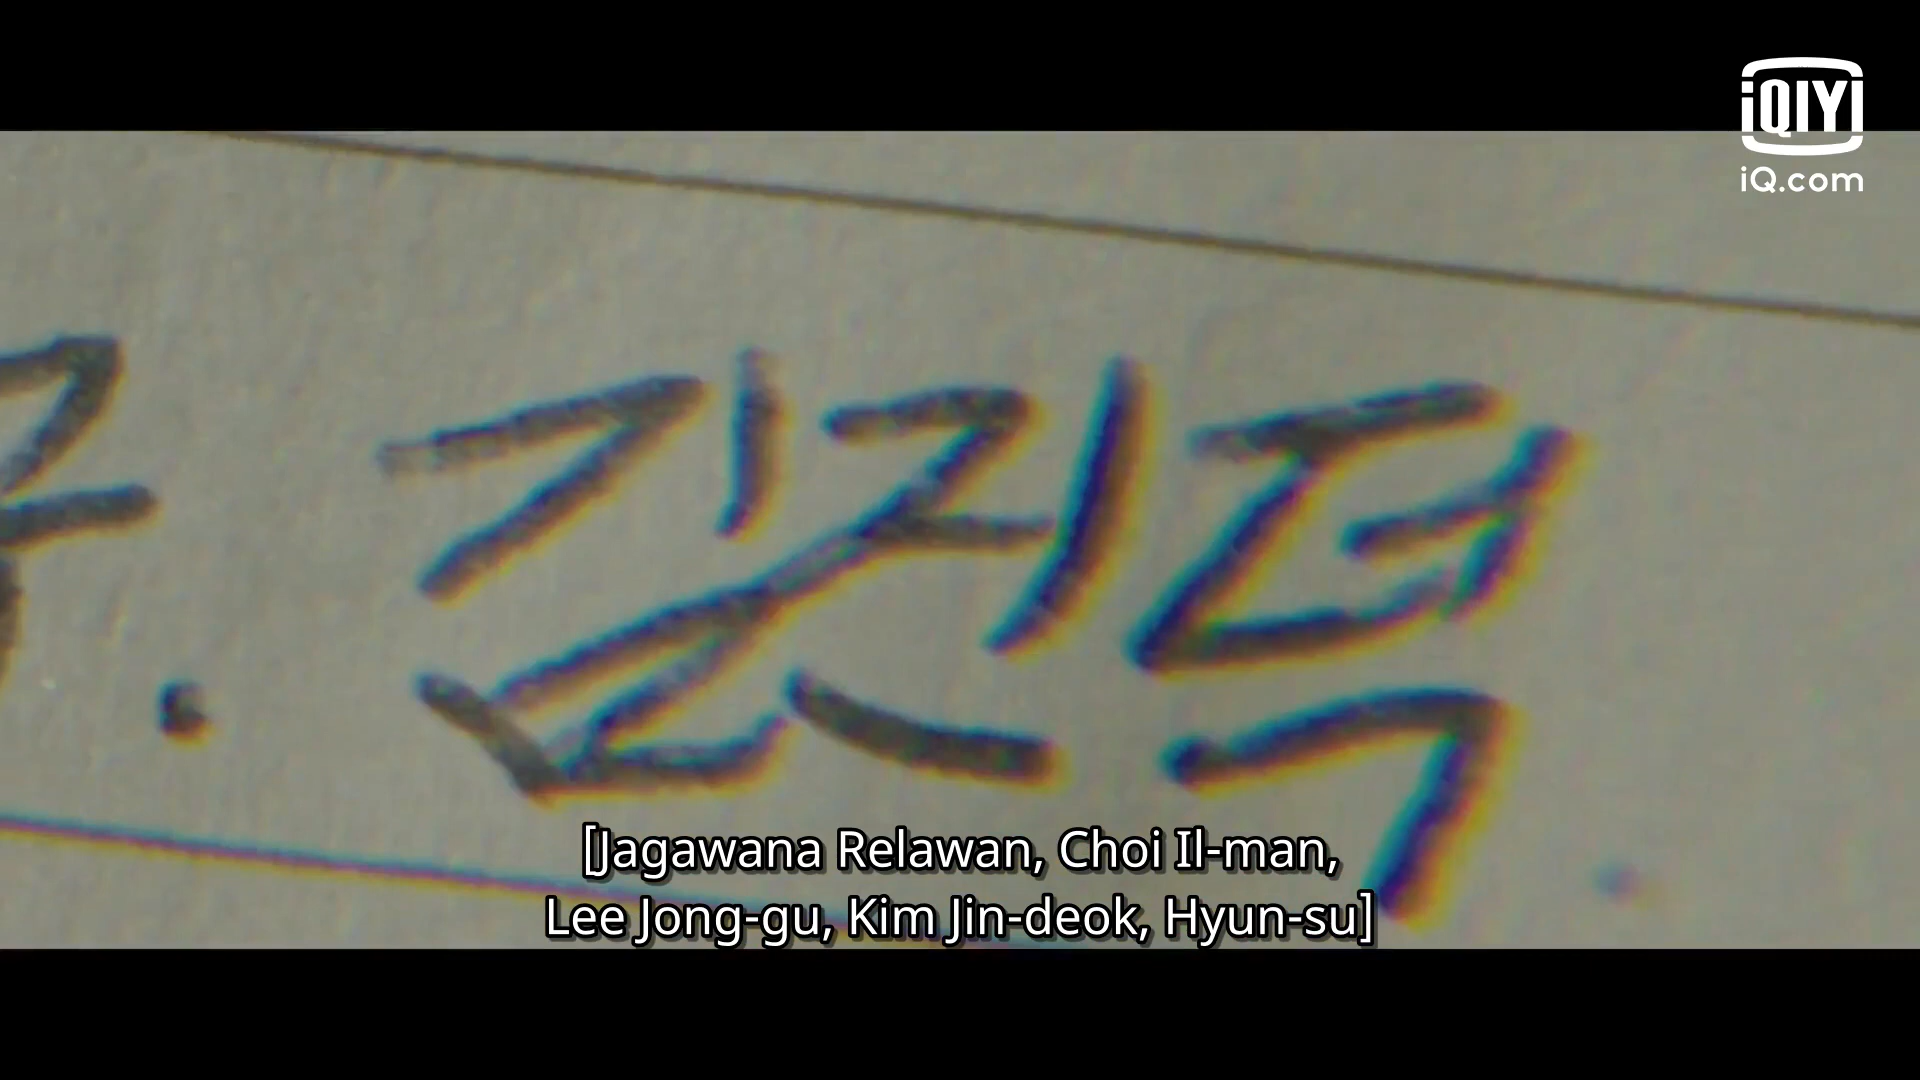 iQIYI
iQ.com
김진덕
[Jagawana Relawan, Choi Il-man,
Lee Jong-gu, Kim Jin-deok, Hyun-su]